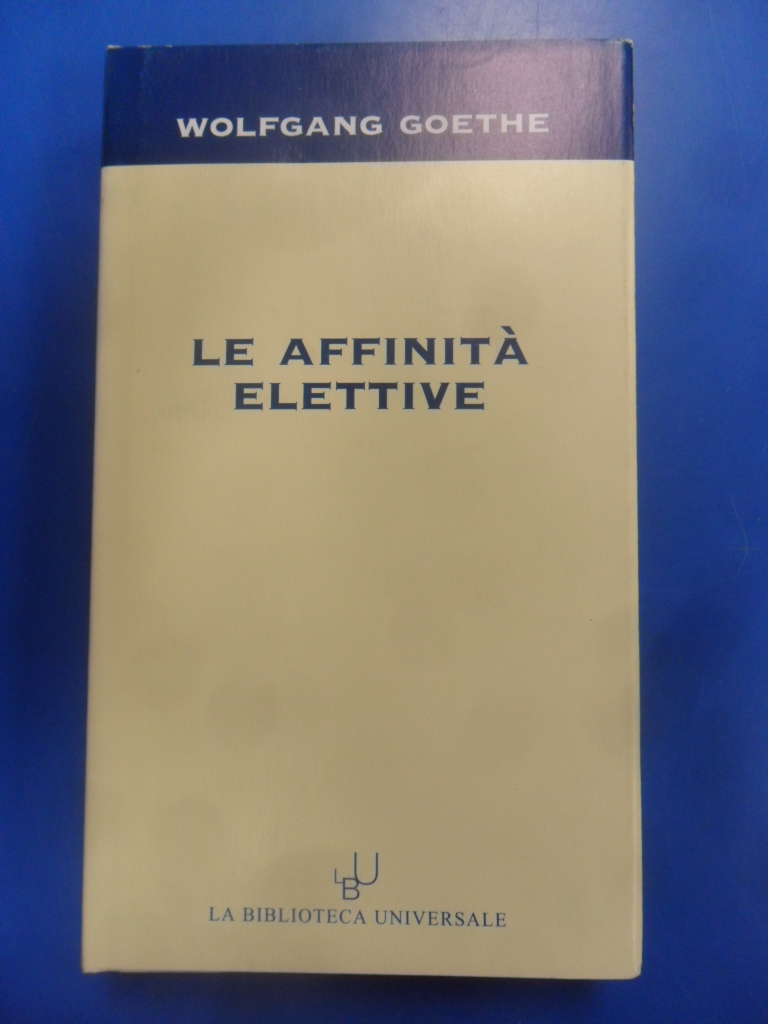 WOLFGANG GOETHE
LE AFFINITÀ
ELETTIVE
LBU
LA BIBLIOTECA UNIVERSALE